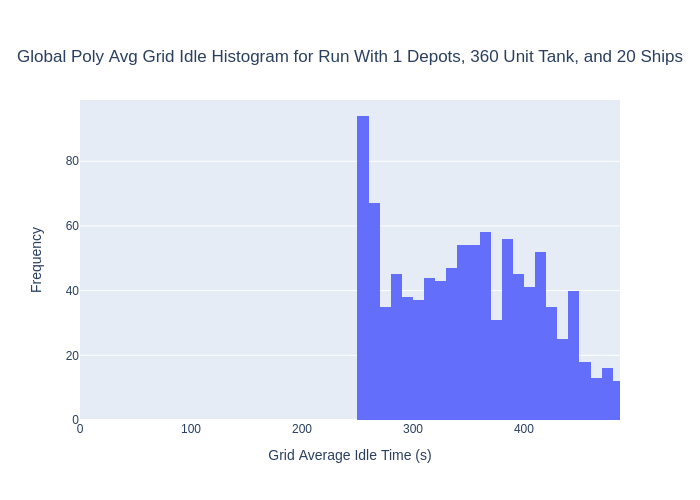 Global Poly Avg Grid Idle Histogram for Run With 1 Depots, 360 Unit Tank, and 20 Ships
80
60
40
20
0
0 100 200 300 400
Frequency
Grid Average Idle Time (s)